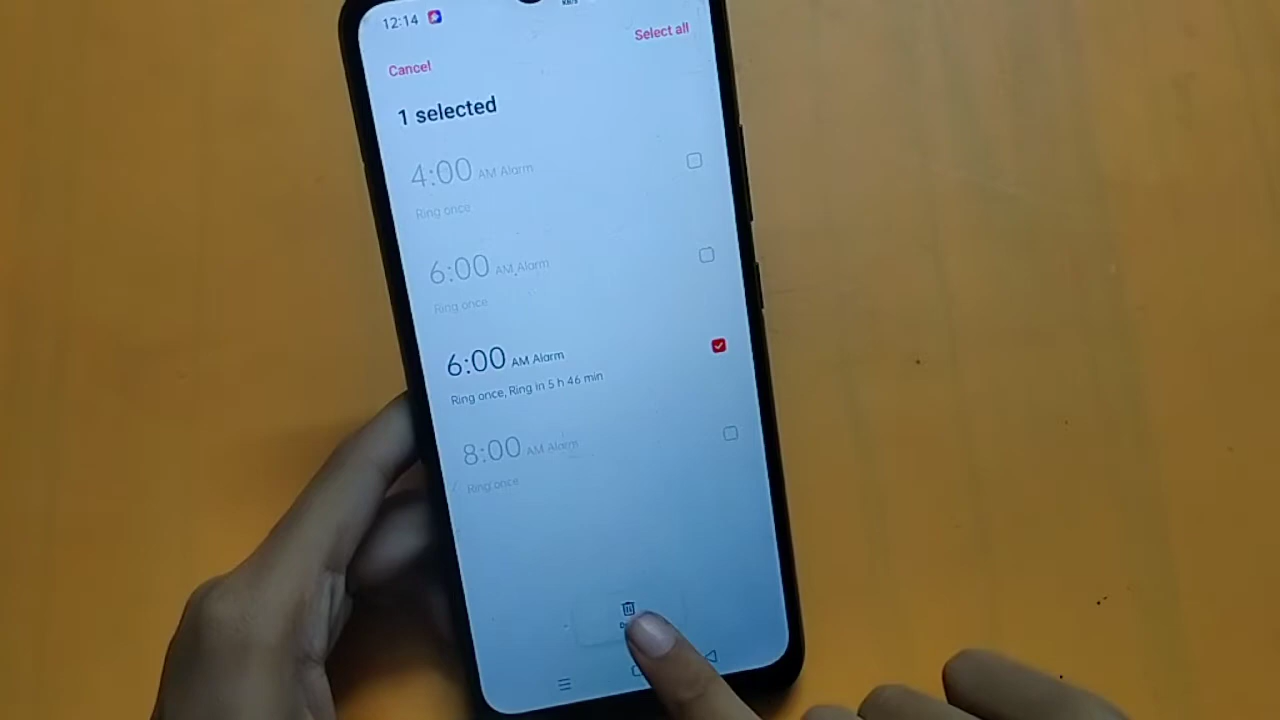 12:14
KB/s
Select all
Cancel
1 selected
4:00 AM Alarm
Ring once
6:00 AM Alarm
Ring once
6:00 AM Alarm
Ring once, Ring in 5 h 46 min
8:00 AM Alarm
Ring once